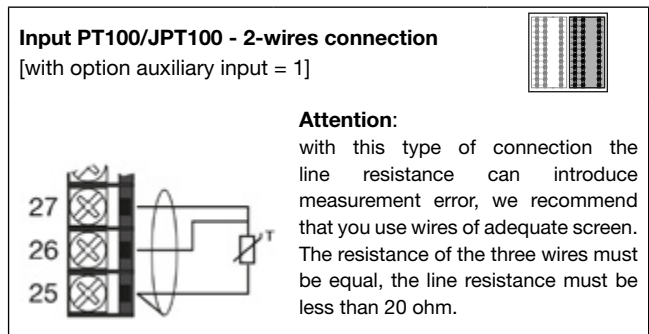 Input PT100/JPT100 - 2-wires connection
[with option auxiliary input = 1]
Attention:
with this type of connection the
line resistance can introduce
measurement error, we recommend
that you use wires of adequate screen.
The resistance of the three wires must
be equal, the line resistance must be
less than 20 ohm.
27
26
25
T